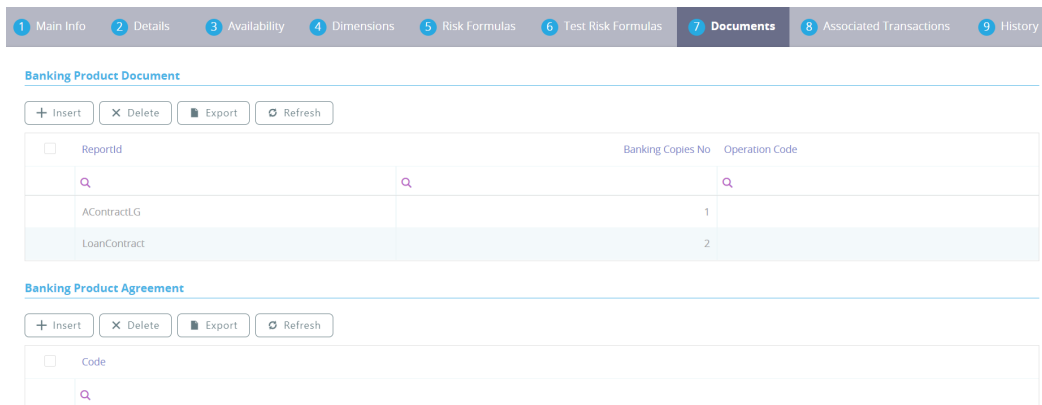 1 Main Info 2 Details 3 Availability 4 Dimensions 5 Risk Formulas 6 Test Risk Formulas 7 Documents 8 Associated Transactions 9 History
Banking Product Document
Insert Delete Export Refresh
ReportId Banking Copies No Operation Code
AContractLG 1
LoanContract 2
Banking Product Agreement
Insert Delete Export Refresh
Code